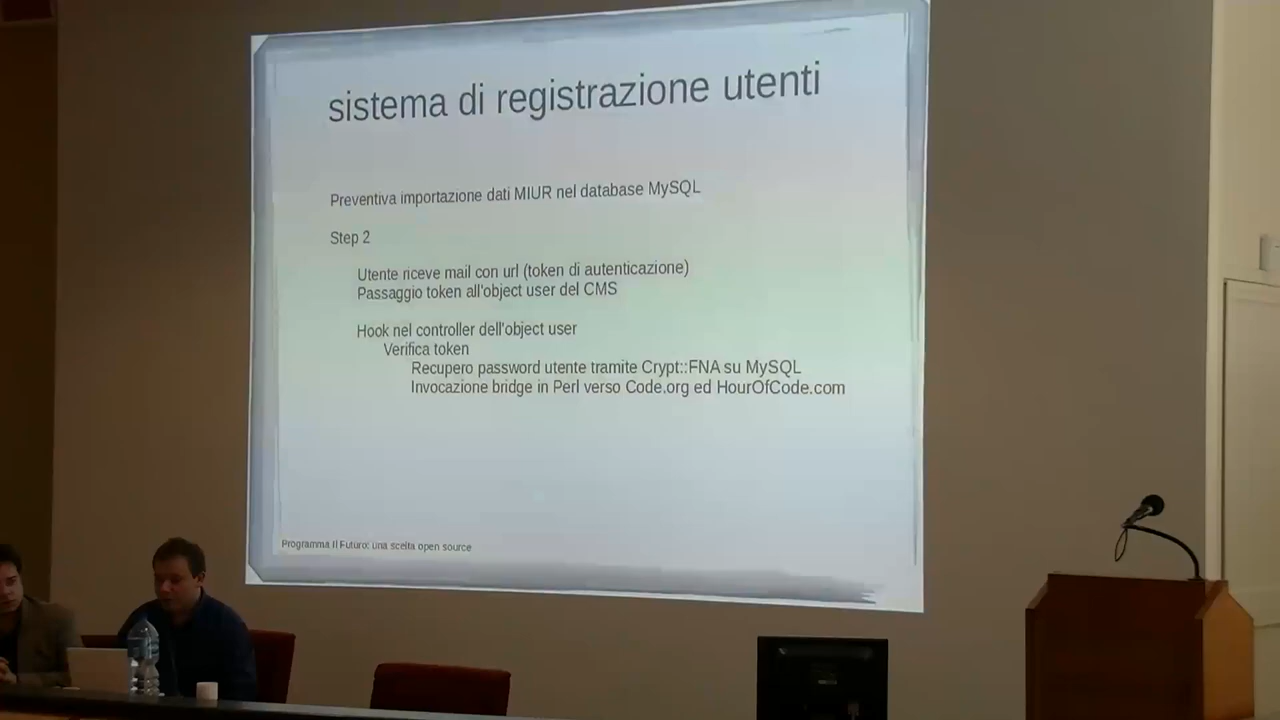 sistema di registrazione utenti
Preventiva importazione dati MIUR nel database MySQL
Step 2
Utente riceve mail con url (token di autenticazione)
Passaggio token all'object user del CMS
Hook nel controller dell'object user
Verifica token
Recupero password utente tramite Crypt::FNA su MySQL
Invocazione bridge in Perl verso Code.org ed HourOfCode.com
Programma Il Futuro: una scelta open source